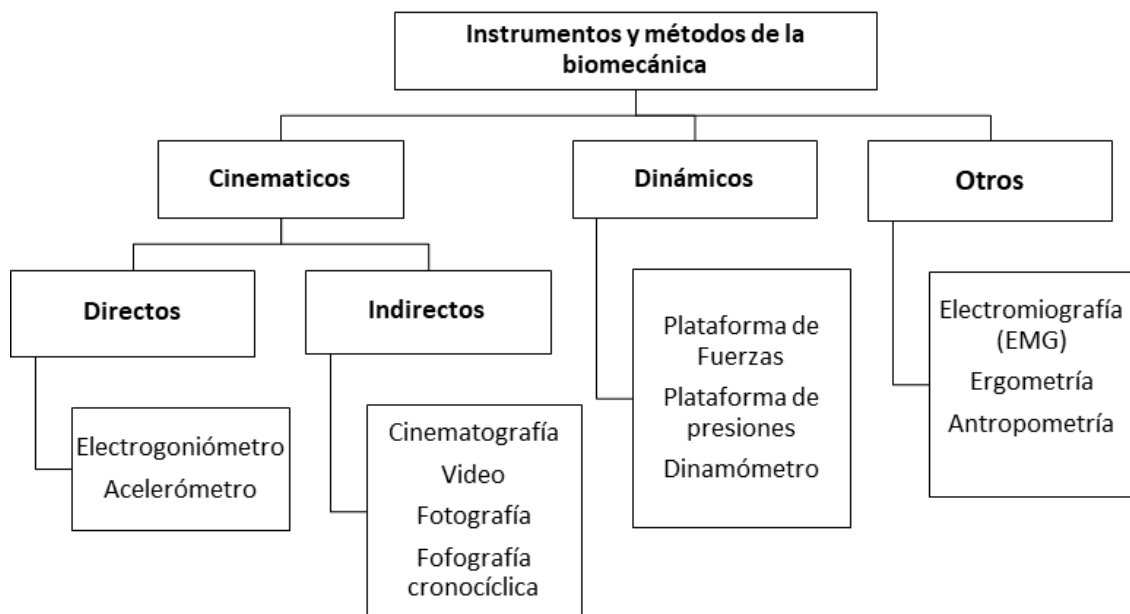 Instrumentos y métodos de la
biomecánica
Cinematicos
Dinámicos
Otros
Directos
Indirectos
Electrogoniómetro
Acelerómetro
Cinematografía
Video
Fotografía
Fofografía
cronocíclica
Plataforma de
Fuerzas
Plataforma de
presiones
Dinamómetro
Electromiografía
(EMG)
Ergometría
Antropometría